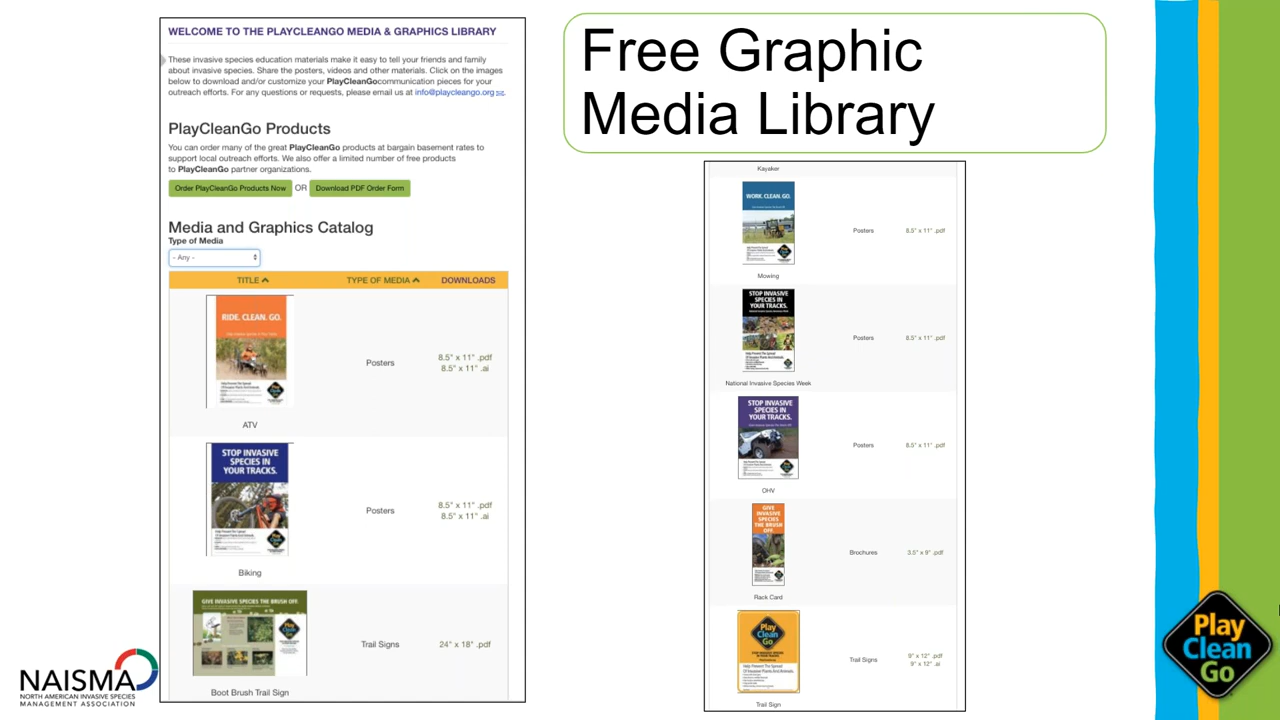 WELCOME TO THE PLAYCLEANGO MEDIA & GRAPHICS LIBRARY
These invasive species education materials make it easy to tell your friends and family
about invasive species. Share the posters, videos and other materials. Click on the images
below to download and/or customize your PlayCleanGocommunication pieces for your
outreach efforts. For any questions or requests, please email us at info@playcleango.org.
PlayCleanGo Products
You can order many of the great PlayCleanGo products at bargain basement rates to
support local outreach efforts. We also offer a limited number of free products
to PlayCleanGo partner organizations.
Order PlayCleanGo Products Now OR Download PDF Order Form
Media and Graphics Catalog
Type of Media
- Any -
TITLE TYPE OF MEDIA DOWNLOADS
RIDE. CLEAN. GO.
Posters
8.5" x 11" .pdf
8.5" x 11" .ai
ATV
STOP INVASIVE
SPECIES IN
YOUR TRACKS.
Posters
8.5" x 11" .pdf
8.5" x 11" .ai
Biking
GIVE INVASIVE SPECIES THE BRUSH OFF.
Trail Signs
24" x 18" .pdf
Boot Brush Trail Sign
NAISMA
NORTH AMERICAN INVASIVE SPECIES
MANAGEMENT ASSOCIATION
Free Graphic
Media Library
Kayaker
WORK. CLEAN. GO.
Posters
8.5" x 11" .pdf
Mowing
STOP INVASIVE
SPECIES IN
YOUR TRACKS.
Posters
8.5" x 11" .pdf
National Invasive Species Week
STOP INVASIVE
SPECIES IN
YOUR TRACKS.
Posters
8.5" x 11" .pdf
OHV
GIVE
INVASIVE
SPECIES
THE BRUSH
OFF.
Brochures
3.5" x 9" .pdf
Rack Card
Play
Clean
Go
Trail Signs
9" x 12" .pdf
9" x 12" .ai
Trail Sign
Play
Clean
Go